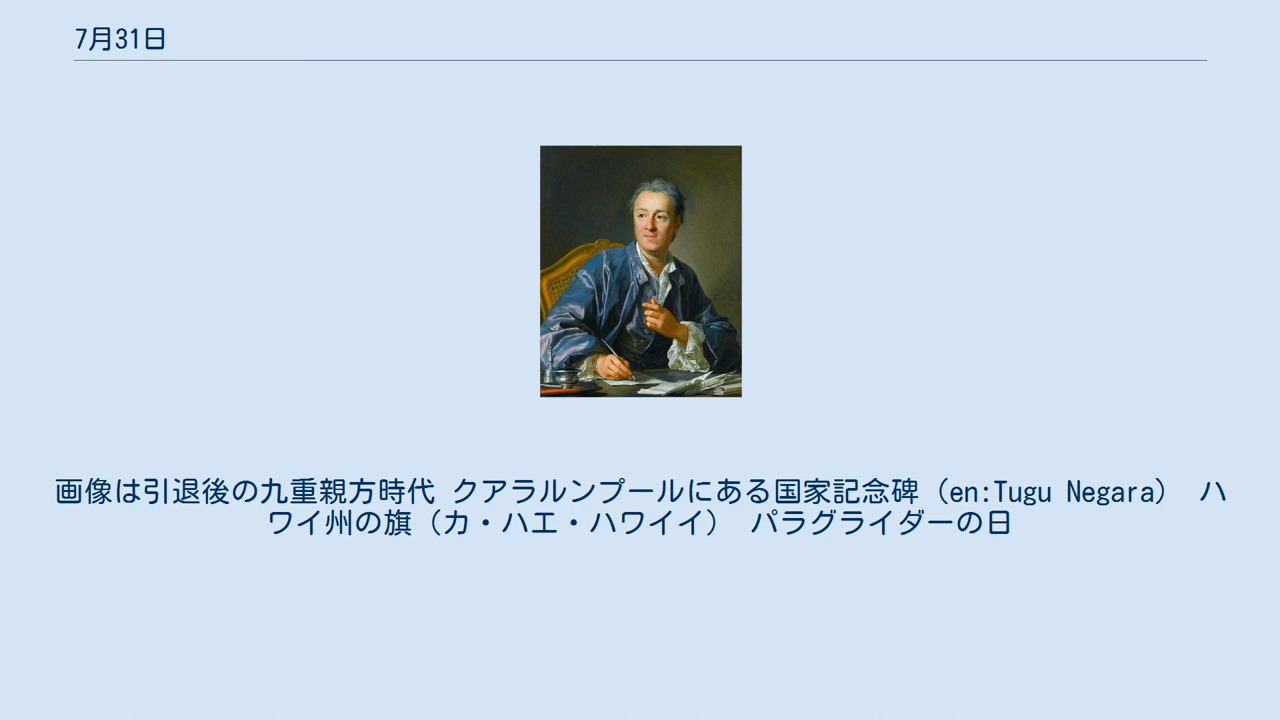 7月31日
画像は引退後の九重親方時代 クアラルンプールにある国家記念碑（en:Tugu Negara） ハ
ワイ州の旗（カ・ハエ・ハワイイ） パラグライダーの日